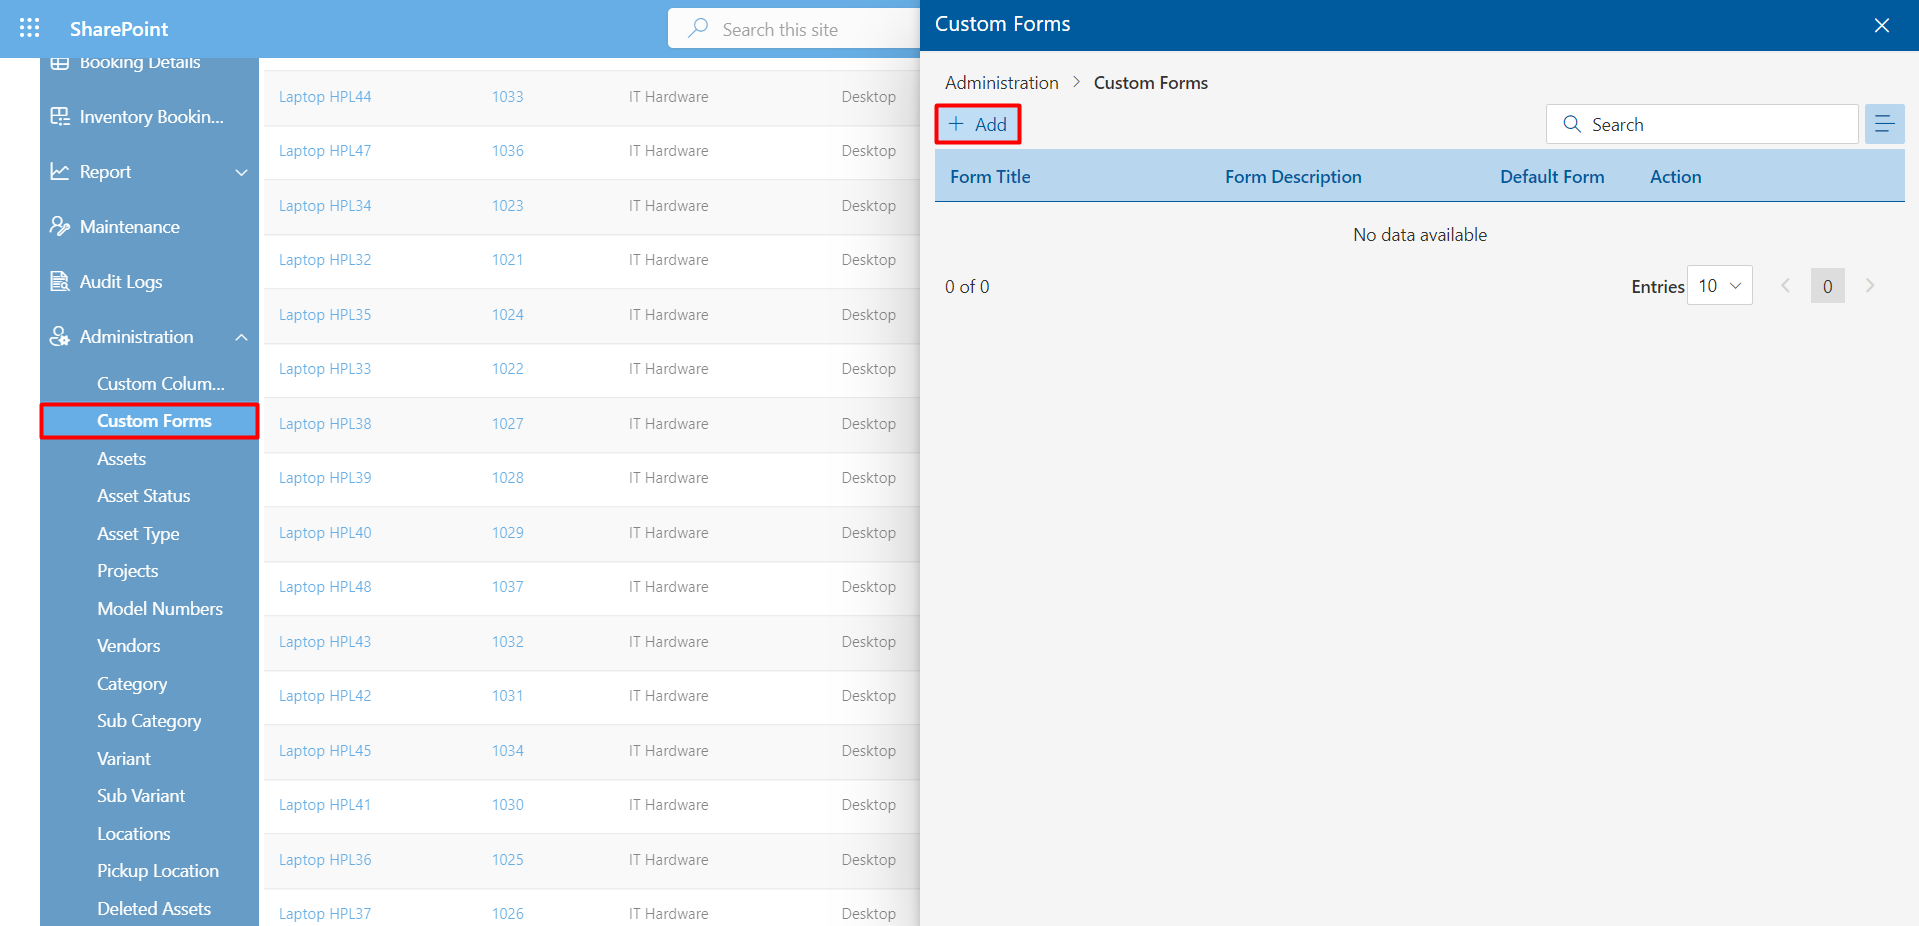 SharePoint
Search this site
Custom Forms
Booking Details
Inventory Bookin...
Report
Maintenance
Audit Logs
Administration
Custom Colum...
Custom Forms
Assets
Asset Status
Asset Type
Projects
Model Numbers
Vendors
Category
Sub Category
Variant
Sub Variant
Locations
Pickup Location
Deleted Assets
Laptop HPL44 1033 IT Hardware Desktop
Laptop HPL47 1036 IT Hardware Desktop
Laptop HPL34 1023 IT Hardware Desktop
Laptop HPL32 1021 IT Hardware Desktop
Laptop HPL35 1024 IT Hardware Desktop
Laptop HPL33 1022 IT Hardware Desktop
Laptop HPL38 1027 IT Hardware Desktop
Laptop HPL39 1028 IT Hardware Desktop
Laptop HPL40 1029 IT Hardware Desktop
Laptop HPL48 1037 IT Hardware Desktop
Laptop HPL43 1032 IT Hardware Desktop
Laptop HPL42 1031 IT Hardware Desktop
Laptop HPL45 1034 IT Hardware Desktop
Laptop HPL41 1030 IT Hardware Desktop
Laptop HPL36 1025 IT Hardware Desktop
Laptop HPL37 1026 IT Hardware Desktop
Administration > Custom Forms
+ Add
Search
Form Title Form Description Default Form Action
No data available
0 of 0
Entries 10 0